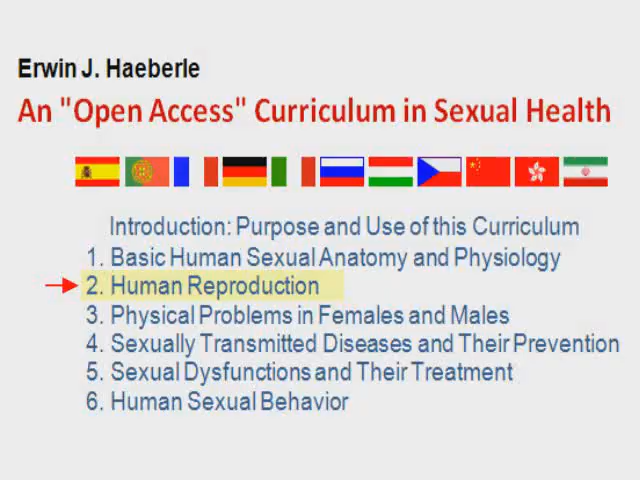 Erwin J. Haeberle
An "Open Access" Curriculum in Sexual Health
Introduction: Purpose and Use of this Curriculum
1. Basic Human Sexual Anatomy and Physiology
2. Human Reproduction
3. Physical Problems in Females and Males
4. Sexually Transmitted Diseases and Their Prevention
5. Sexual Dysfunctions and Their Treatment
6. Human Sexual Behavior